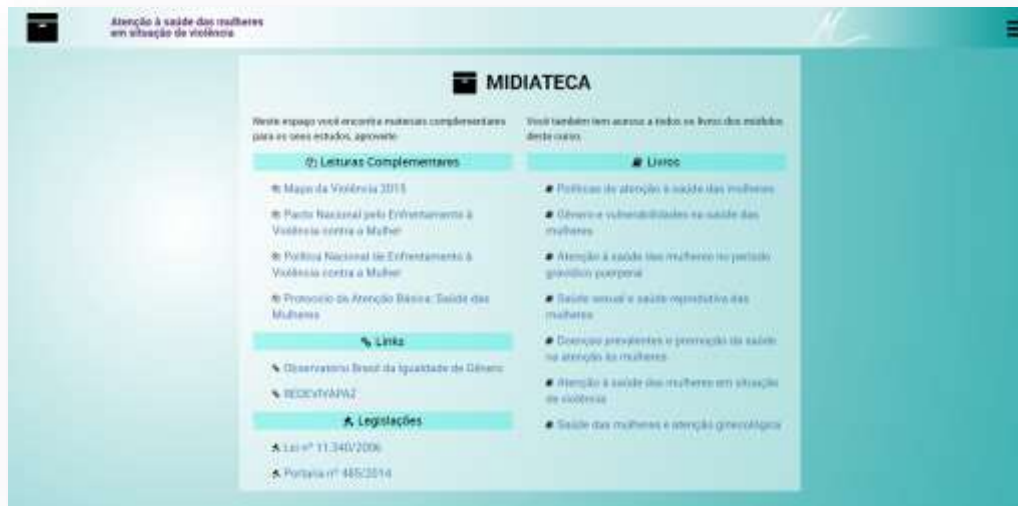 Atenção à saúde das mulheres
em situação de violência
MIDIATECA
Neste espaço você encontra materiais complementares
para os seus estudos, aproveite.
Leituras Complementares
Mapa da Violência 2015
Pacto Nacional pelo Enfrentamento à
Violência contra a Mulher
Política Nacional de Enfrentamento à
Violência contra a Mulher
Protocolo da Atenção Básica: Saúde das
Mulheres
Links
Observatório Brasil da Igualdade de Gênero
REDEVIVAPAZ
Legislações
Lei nº 11.340/2006
Portaria nº 485/2014
Você também tem acesso a todos os livros dos módulos
deste curso.
Livros
Políticas de atenção à saúde das mulheres
Gênero e vulnerabilidades na saúde das
mulheres
Atenção à saúde das mulheres no período
gravídico puerperal
Saúde sexual e saúde reprodutiva das
mulheres
Doenças prevalentes e promoção da saúde
na atenção às mulheres
Atenção à saúde das mulheres em situação
de violência
Saúde das mulheres e atenção ginecológica